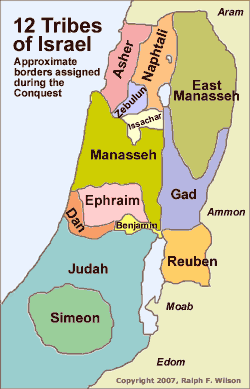 12 Tribes
of Israel
Approximate
borders assigned
during the
Conquest
Aram
Asher
Naphtali
Zebulun
East
Manasseh
Issachar
Manasseh
Gad
Ephraim
Dan
Benjamin
Ammon
Reuben
Judah
Moab
Simeon
Edom
Copyright 2007, Ralph F. Wilson